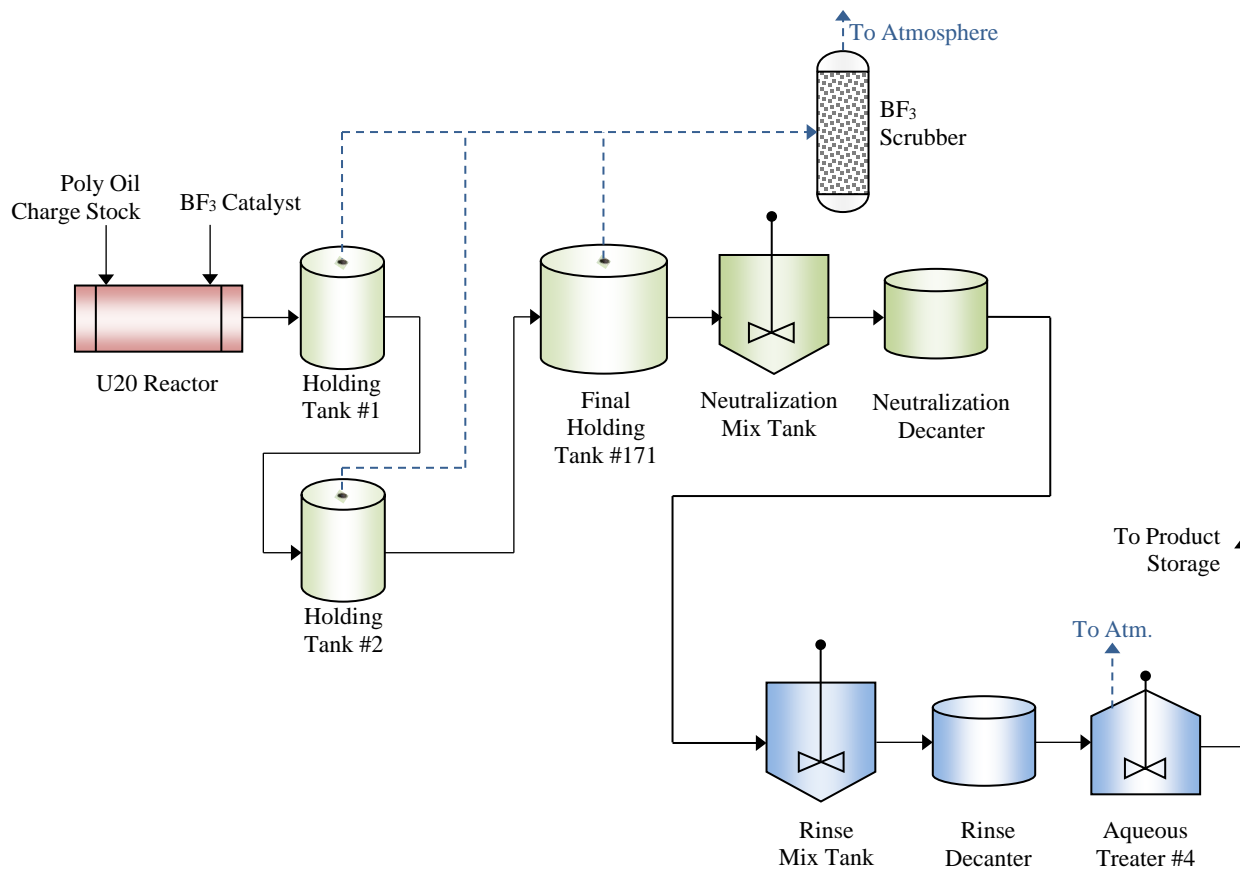 To Atmosphere
BF₃
Scrubber
Poly Oil
Charge Stock
BF₃ Catalyst
U20 Reactor
Holding
Tank #1
Final
Holding
Tank #171
Neutralization
Mix Tank
Neutralization
Decanter
Holding
Tank #2
To Product
Storage
To Atm.
Rinse
Mix Tank
Rinse
Decanter
Aqueous
Treater #4